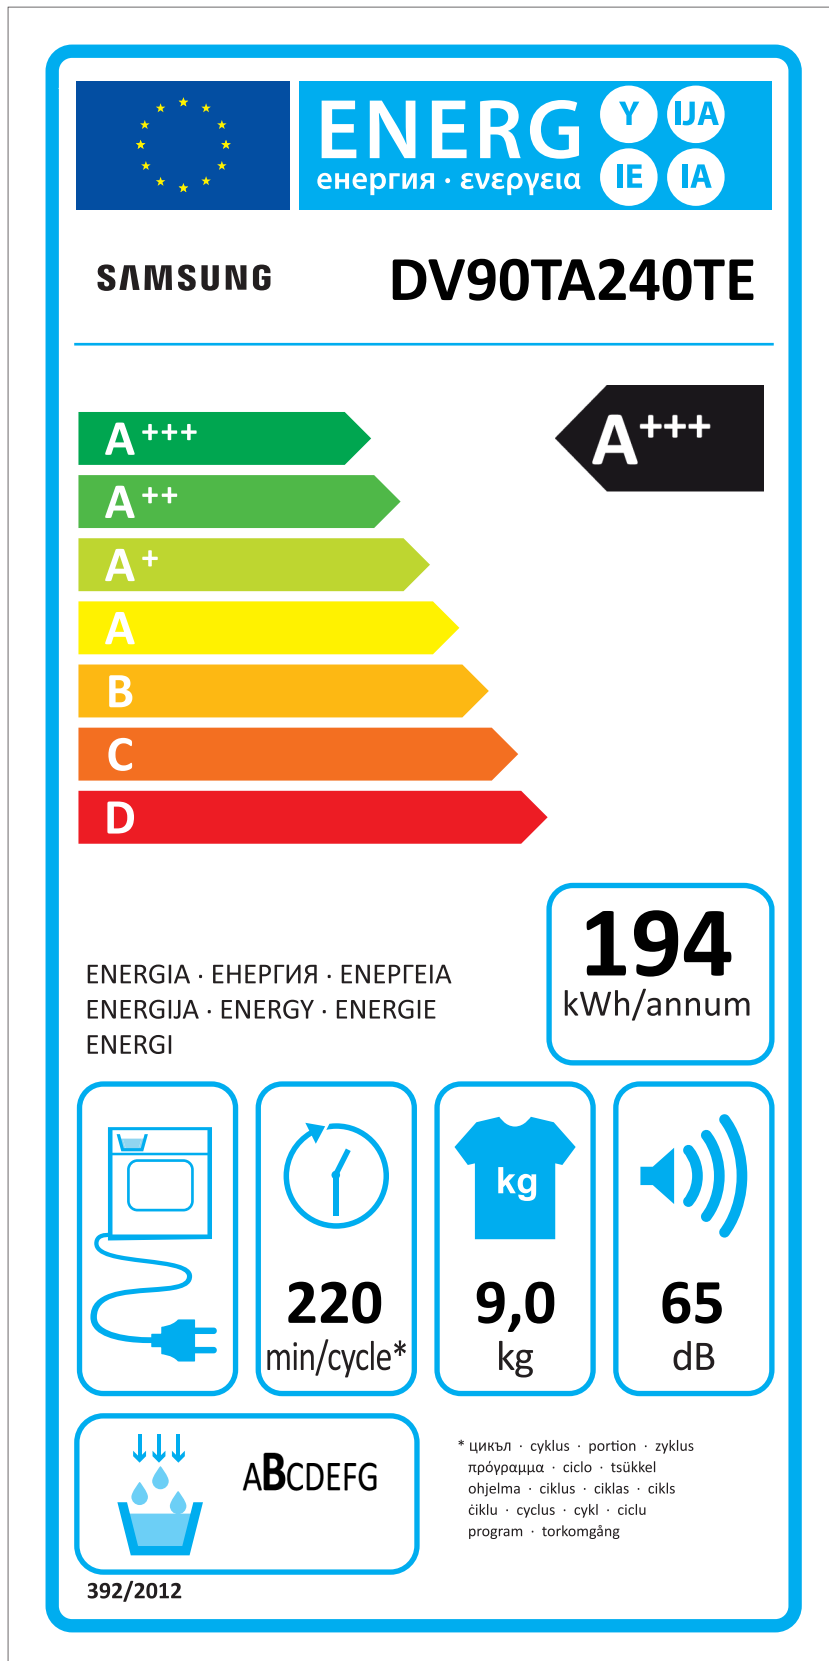 ENERG Y IJA
енергия · ενεργεια IE IA
SAMSUNG DV90TA240TE
A+++ A+++
A++
A+
A
B
C
D
194
kWh/annum
ENERGIA · ЕНЕРГИЯ · ΕΝΕΡΓΕΙΑ
ENERGIJA · ENERGY · ENERGIE
ENERGI
kg
220 9,0 65
min/cycle* kg dB
ABCDEFG
* цикъл · cyklus · portion · zyklus
πρόγραμμα · ciclo · tsükkel
ohjelma · ciklus · ciklas · cikls
ċiklu · cyclus · cykl · ciclu
program · torkomgång
392/2012